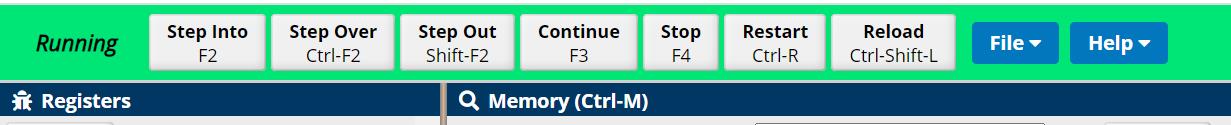 Running
Step Into
F2
Step Over
Ctrl-F2
Step Out
Shift-F2
Continue
F3
Stop
F4
Restart
Ctrl-R
Reload
Ctrl-Shift-L
File
Help
Registers
Memory (Ctrl-M)